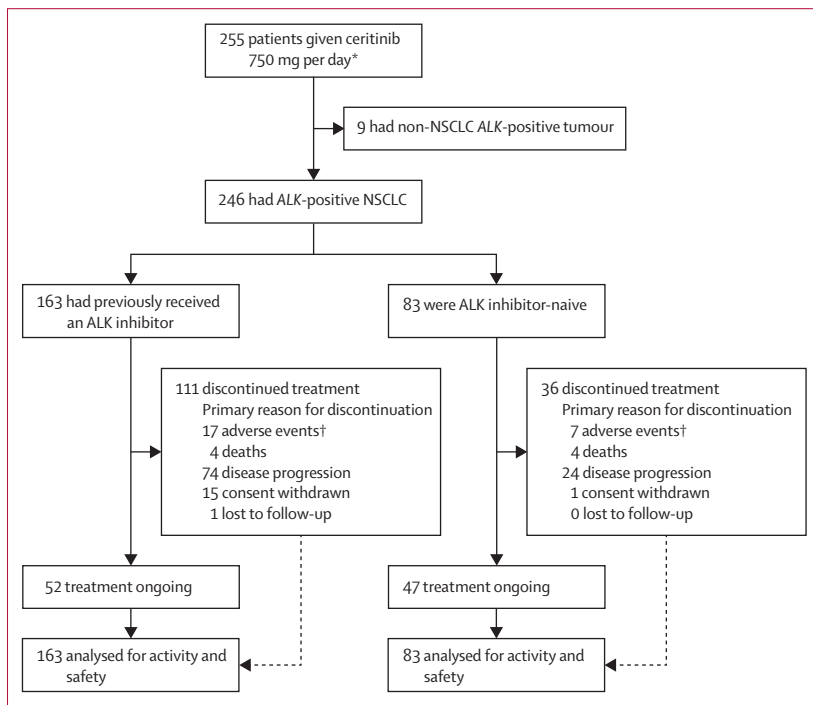 255 patients given ceritinib
750 mg per day*
9 had non-NSCLC ALK-positive tumour
246 had ALK-positive NSCLC
163 had previously received
an ALK inhibitor
83 were ALK inhibitor-naive
111 discontinued treatment
Primary reason for discontinuation
17 adverse events†
4 deaths
74 disease progression
15 consent withdrawn
1 lost to follow-up
36 discontinued treatment
Primary reason for discontinuation
7 adverse events†
4 deaths
24 disease progression
1 consent withdrawn
0 lost to follow-up
52 treatment ongoing
47 treatment ongoing
163 analysed for activity and
safety
83 analysed for activity and
safety